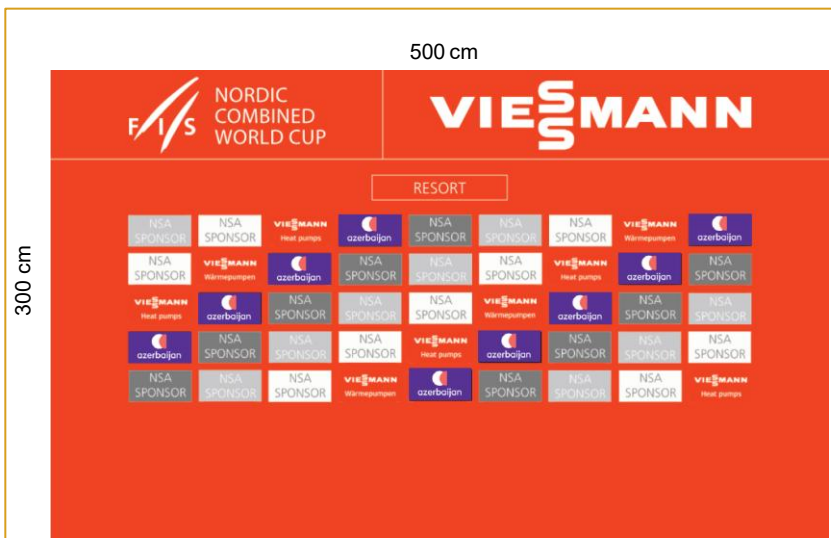 500 cm
300 cm
FIS
NORDIC
COMBINED
WORLD CUP
VIESSMANN
RESORT
NSA
SPONSOR
NSA
SPONSOR
VIESSMANN
Heat pumps
azerbaijan
NSA
SPONSOR
NSA
SPONSOR
NSA
SPONSOR
VIESSMANN
Wärmepumpen
azerbaijan
NSA
SPONSOR
VIESSMANN
Wärmepumpen
azerbaijan
NSA
SPONSOR
NSA
SPONSOR
NSA
SPONSOR
VIESSMANN
Heat pumps
azerbaijan
NSA
SPONSOR
VIESSMANN
Heat pumps
azerbaijan
NSA
SPONSOR
NSA
SPONSOR
NSA
SPONSOR
VIESSMANN
Wärmepumpen
azerbaijan
NSA
SPONSOR
NSA
SPONSOR
azerbaijan
NSA
SPONSOR
NSA
SPONSOR
NSA
SPONSOR
VIESSMANN
Heat pumps
azerbaijan
NSA
SPONSOR
NSA
SPONSOR
NSA
SPONSOR
NSA
SPONSOR
NSA
SPONSOR
NSA
SPONSOR
VIESSMANN
Wärmepumpen
azerbaijan
NSA
SPONSOR
NSA
SPONSOR
NSA
SPONSOR
VIESSMANN
Heat pumps